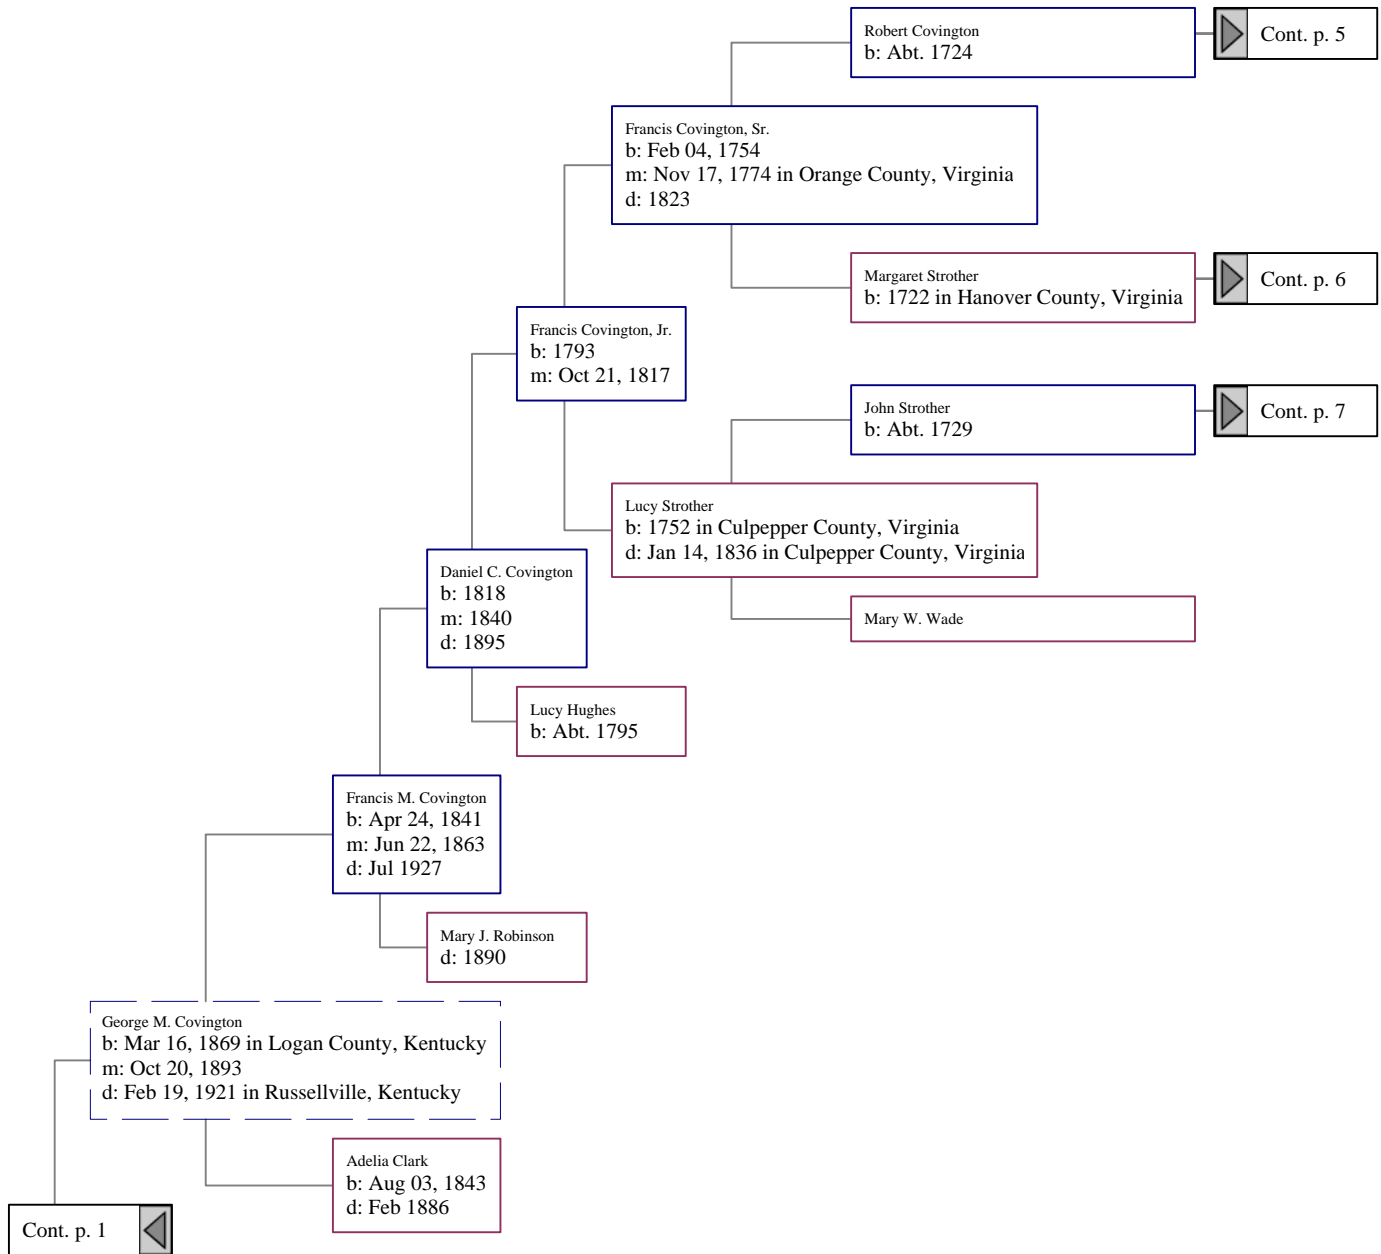 Robert Covington
b: Abt. 1724
Cont. p. 5
Francis Covington, Sr.
b: Feb 04, 1754
m: Nov 17, 1774 in Orange County, Virginia
d: 1823
Margaret Strother
b: 1722 in Hanover County, Virginia
Cont. p. 6
Francis Covington, Jr.
b: 1793
m: Oct 21, 1817
John Strother
b: Abt. 1729
Cont. p. 7
Lucy Strother
b: 1752 in Culpepper County, Virginia
d: Jan 14, 1836 in Culpepper County, Virginia
Daniel C. Covington
b: 1818
m: 1840
d: 1895
Mary W. Wade
Lucy Hughes
b: Abt. 1795
Francis M. Covington
b: Apr 24, 1841
m: Jun 22, 1863
d: Jul 1927
Mary J. Robinson
d: 1890
George M. Covington
b: Mar 16, 1869 in Logan County, Kentucky
m: Oct 20, 1893
d: Feb 19, 1921 in Russellville, Kentucky
Adelia Clark
b: Aug 03, 1843
d: Feb 1886
Cont. p. 1